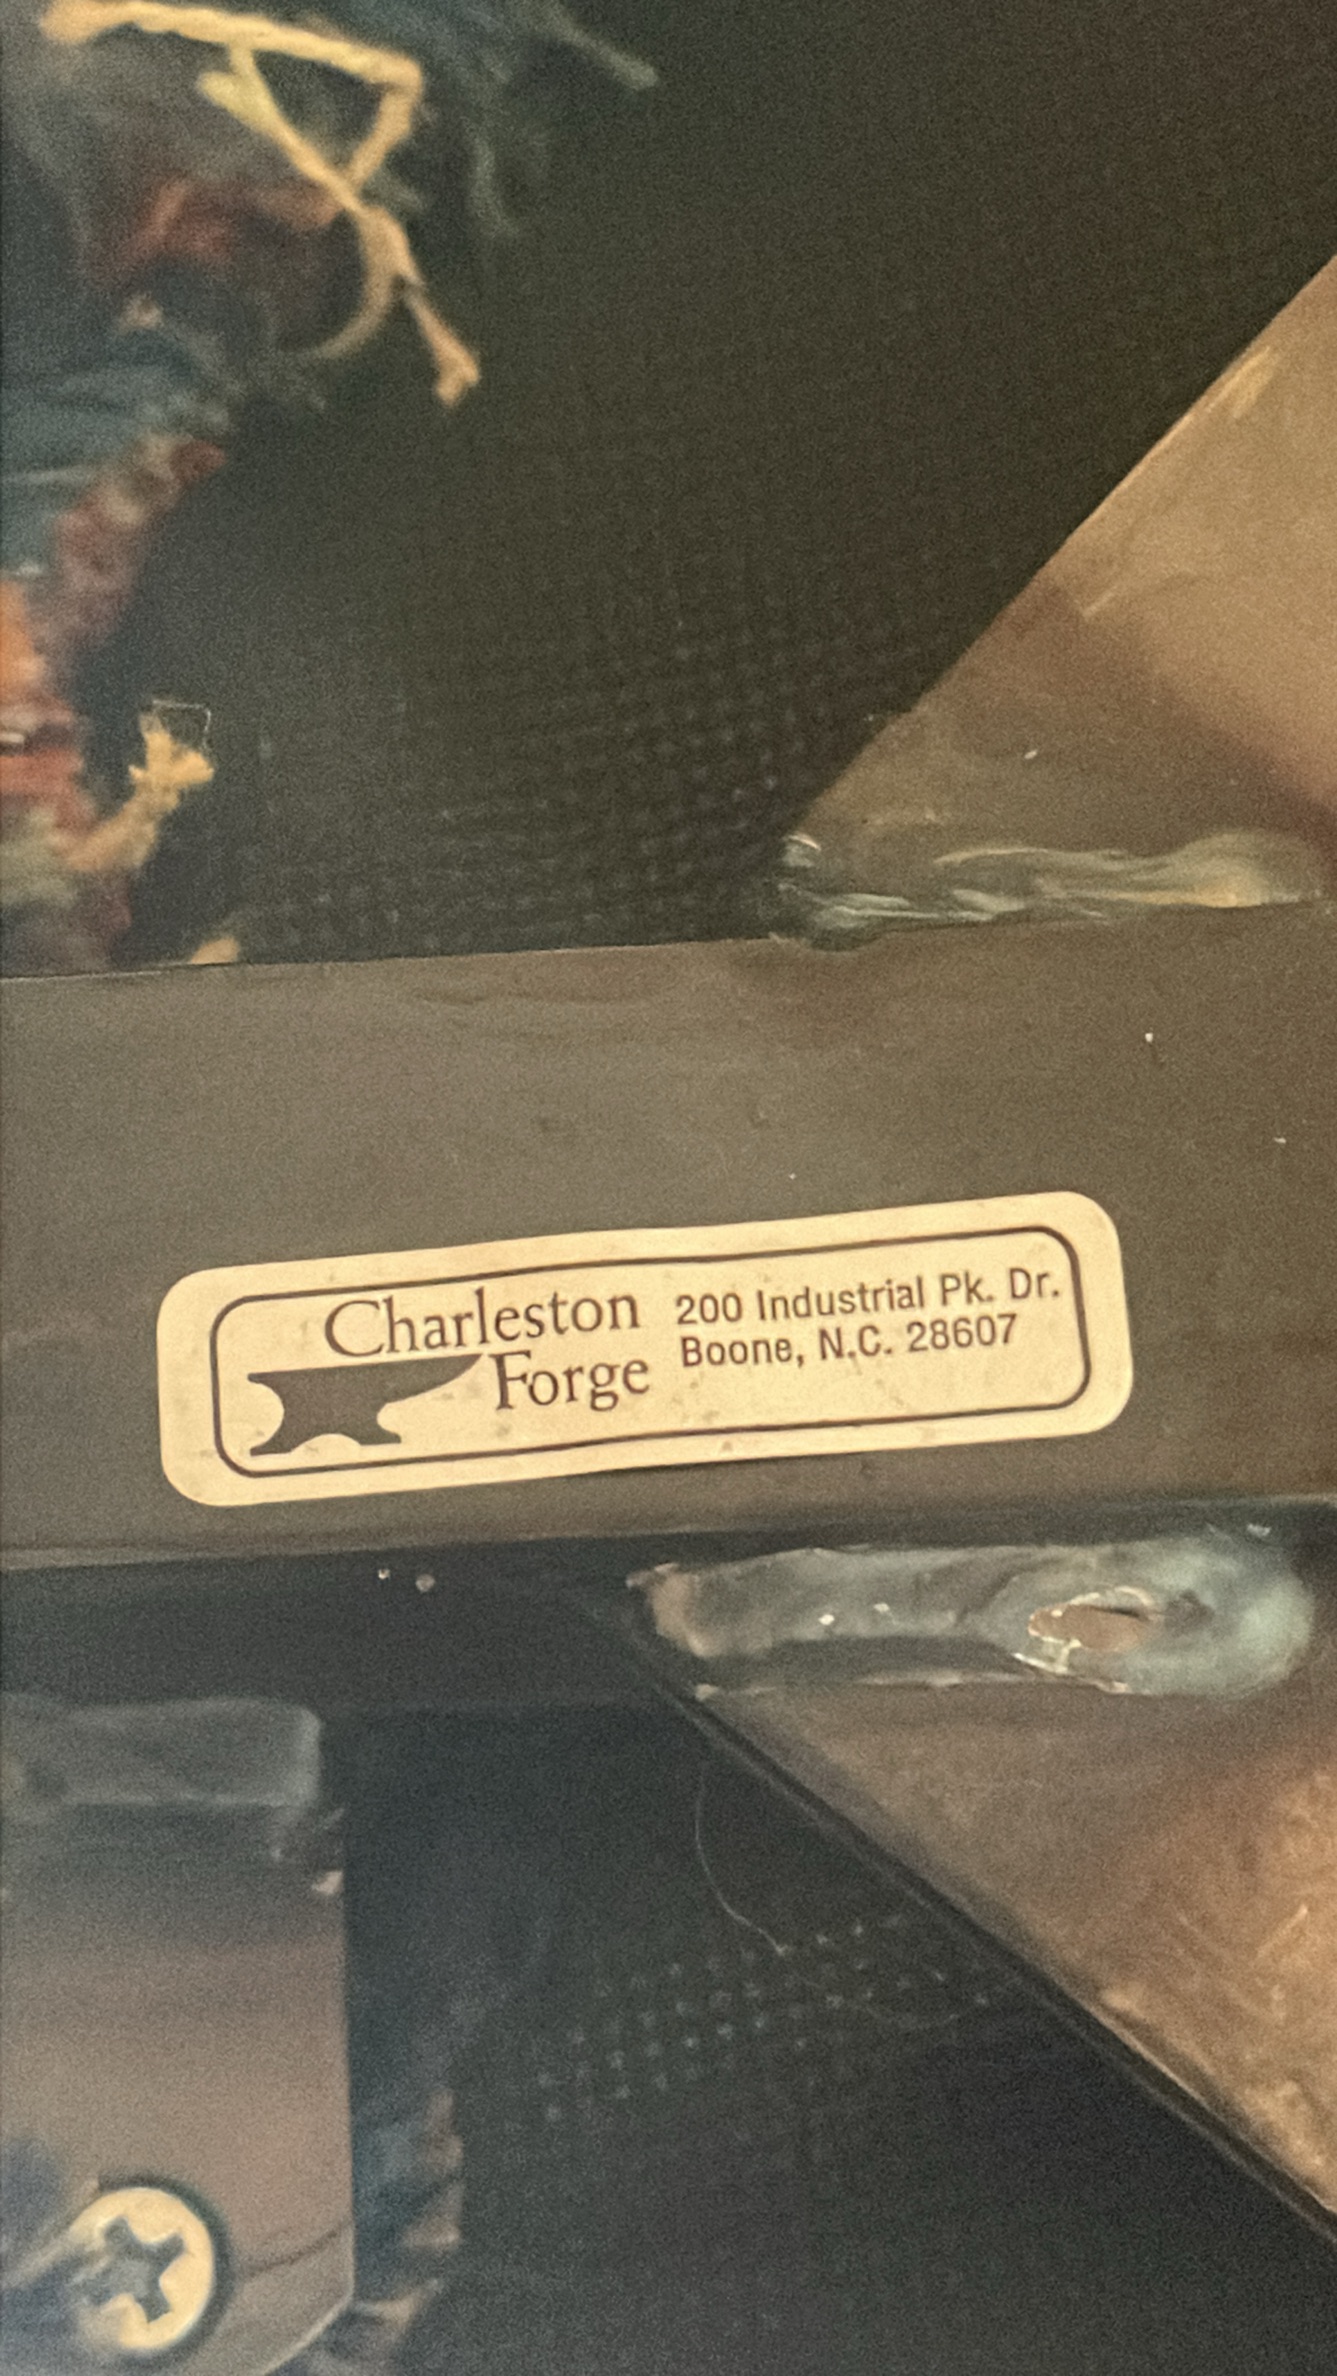 Charleston
Forge
200 Industrial Pk. Dr.
Boone, N.C. 28607